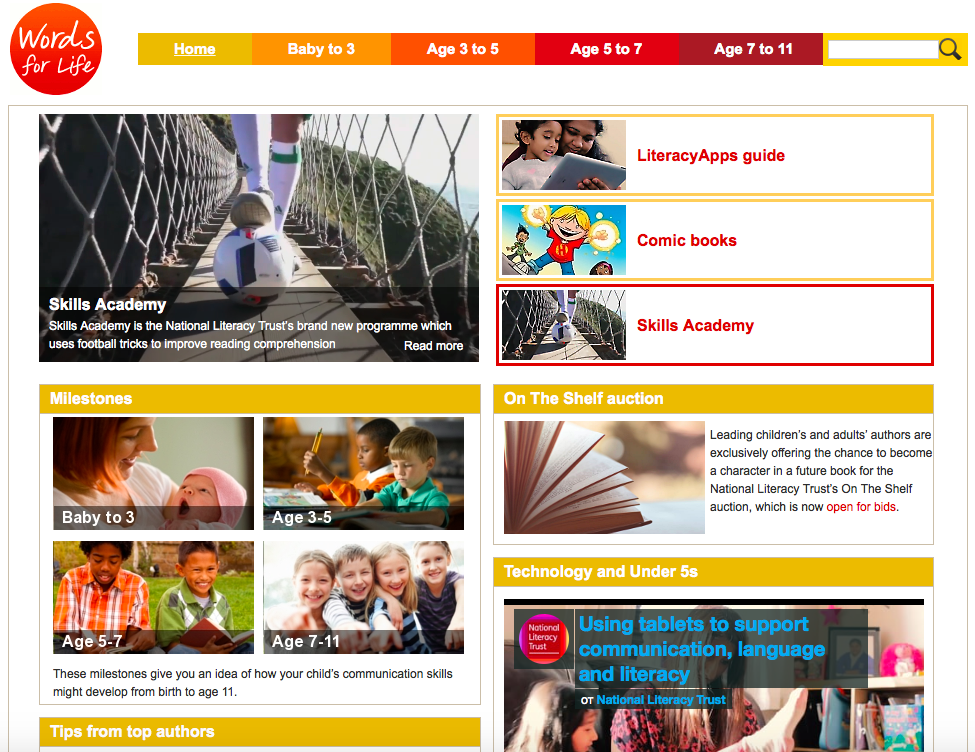 Words
for Life
Home
Baby to 3
Age 3 to 5
Age 5 to 7
Age 7 to 11
Skills Academy
Skills Academy is the National Literacy Trust's brand new programme which
uses football tricks to improve reading comprehension
Read more
LiteracyApps guide
Comic books
Skills Academy
Milestones
Baby to 3
Age 3-5
Age 5-7
Age 7-11
These milestones give you an idea of how your child's communication skills
might develop from birth to age 11.
Tips from top authors
On The Shelf auction
Leading children's and adults' authors are
exclusively offering the chance to become
a character in a future book for the
National Literacy Trust's On The Shelf
auction, which is now open for bids.
Technology and Under 5s
National
Literacy
Trust
Using tablets to support
communication, language
and literacy
от National Literacy Trust